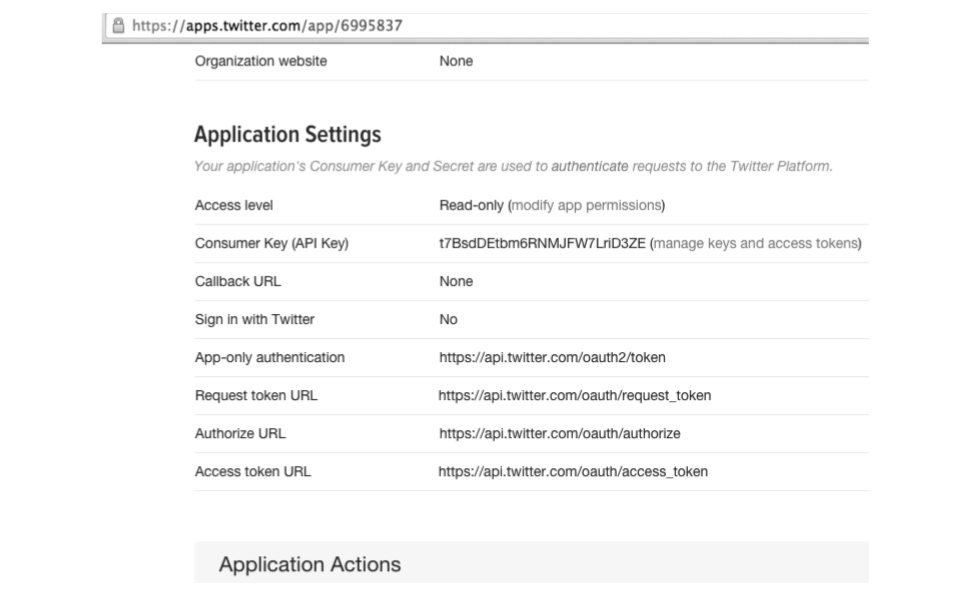 https://apps.twitter.com/app/6995837
Organization website None
Application Settings
Your application's Consumer Key and Secret are used to authenticate requests to the Twitter Platform.
Access level Read-only (modify app permissions)
Consumer Key (API Key) t7BsdDEtbm6RNMJFW7LriD3ZE (manage keys and access tokens)
Callback URL None
Sign in with Twitter No
App-only authentication https://api.twitter.com/oauth2/token
Request token URL https://api.twitter.com/oauth/request_token
Authorize URL https://api.twitter.com/oauth/authorize
Access token URL https://api.twitter.com/oauth/access_token
Application Actions